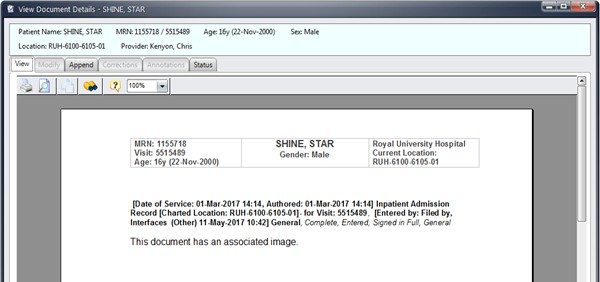 View Document Details - SHINE, STAR
Patient Name: SHINE, STAR MRN: 1155718 / 5515489 Age: 16y (22-Nov-2000) Sex: Male
Location: RUH-6100-6105-01 Provider: Kenyon, Chris
View Modify Append Corrections Annotations Status
100%
MRN: 1155718
Visit: 5515489
Age: 16y (22-Nov-2000)
SHINE, STAR
Gender: Male
Royal University Hospital
Current Location:
RUH-6100-6105-01
[Date of Service: 01-Mar-2017 14:14, Authored: 01-Mar-2017 14:14] Inpatient Admission
Record [Charted Location: RUH-6100-6105-01]- for Visit: 5515489, [Entered by: Filed by,
Interfaces (Other) 11-May-2017 10:42] General, Complete, Entered, Signed in Full, General
This document has an associated image.